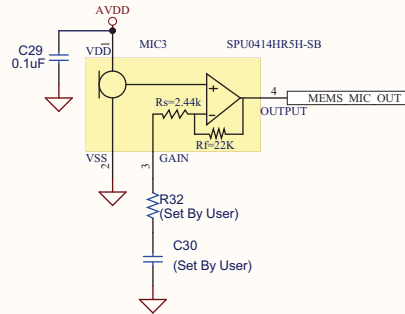 AVDD
C29
0.1uF
VDD
1
MIC3
SPU0414HR5H-SB
Rs=2.44k
Rf=22K
4
OUTPUT
MEMS_MIC_OUT
VSS
2
3
GAIN
R32
(Set By User)
C30
(Set By User)